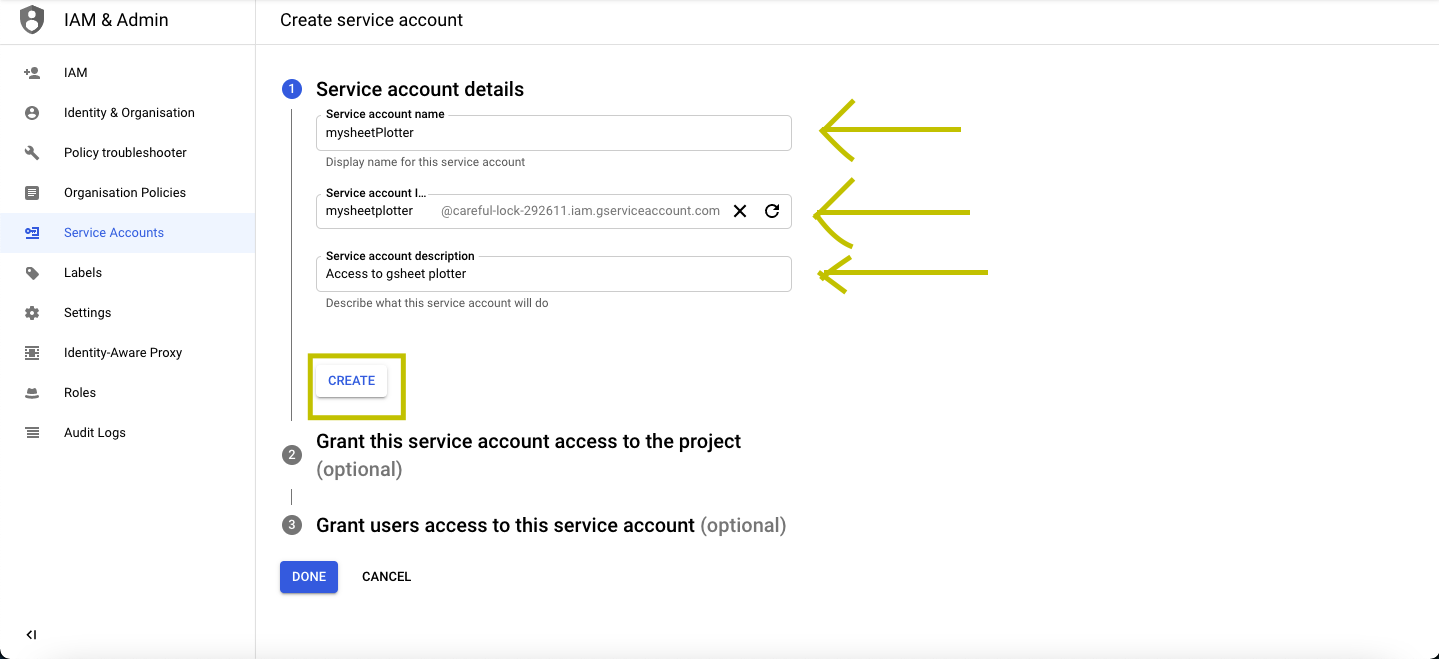 IAM & Admin
Create service account
IAM
Identity & Organisation
Policy troubleshooter
Organisation Policies
Service Accounts
Labels
Settings
Identity-Aware Proxy
Roles
Audit Logs
1 Service account details
Service account name
mysheetPlotter
Display name for this service account
Service account I...
mysheetplotter @careful-lock-292611.iam.gserviceaccount.com
Service account description
Access to gsheet plotter
Describe what this service account will do
CREATE
2 Grant this service account access to the project
(optional)
3 Grant users access to this service account (optional)
DONE CANCEL